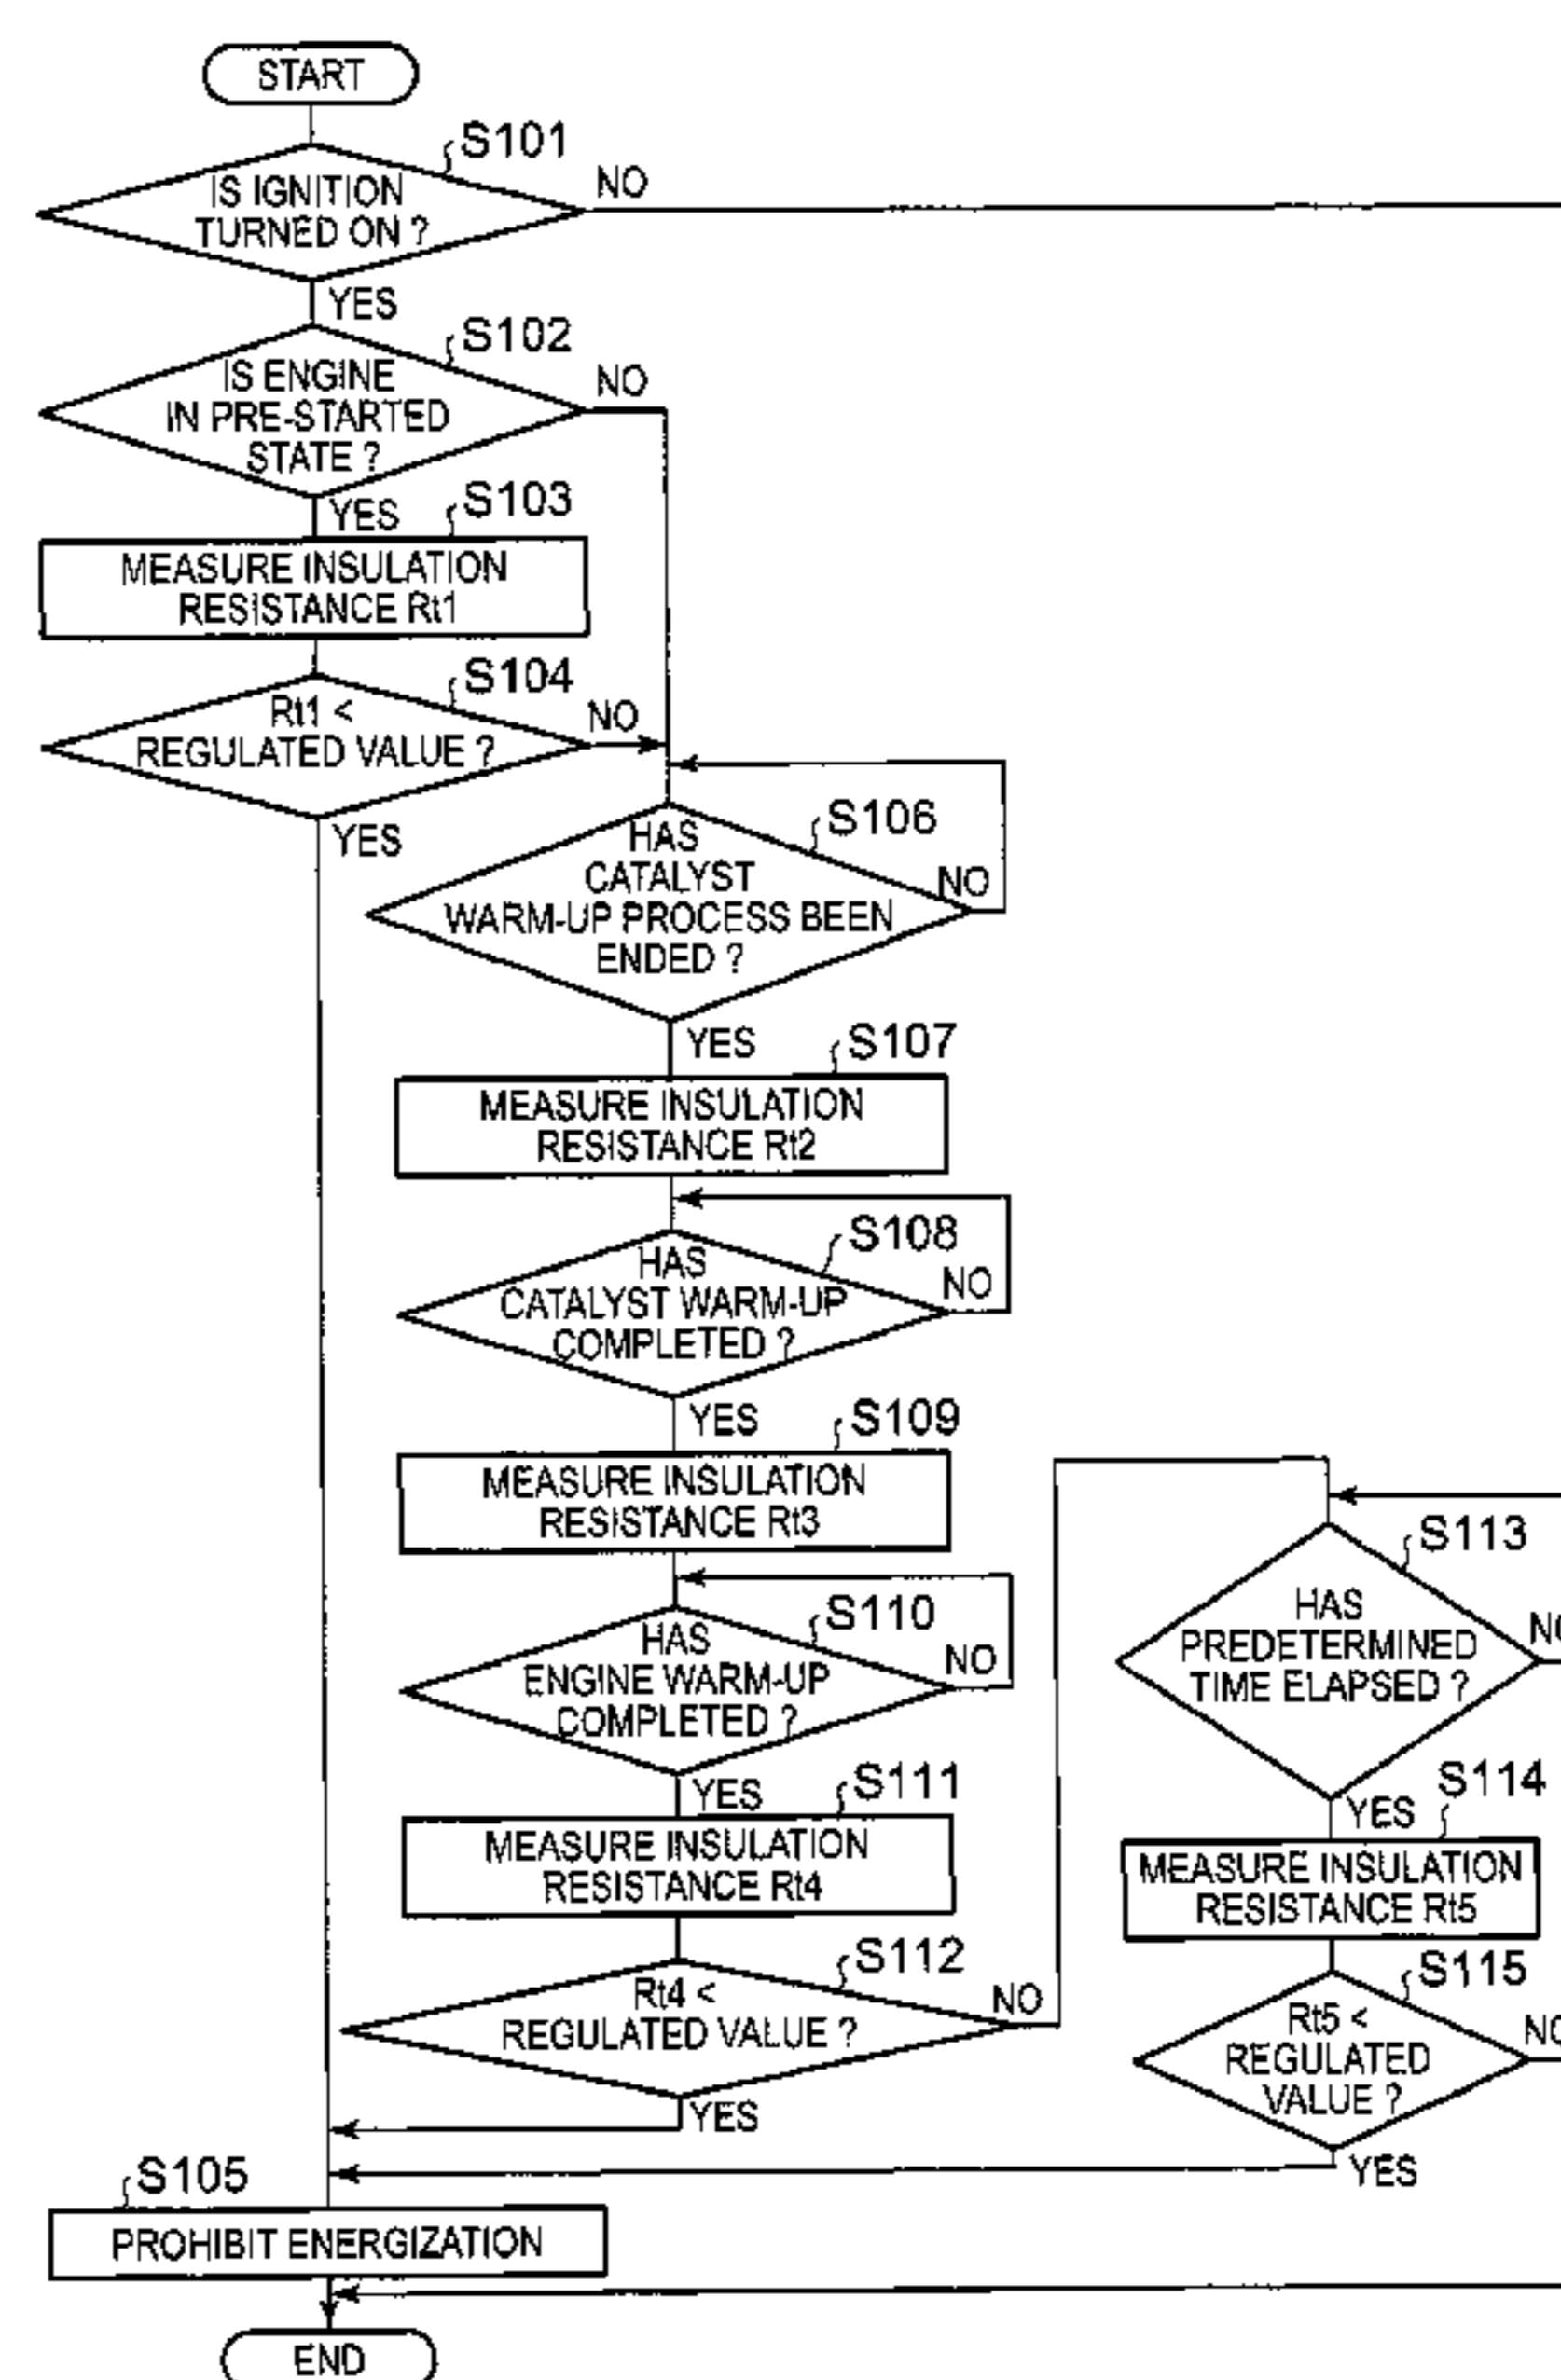 START
S101
IS IGNITION
TURNED ON ?
NO
YES
S102
IS ENGINE
IN PRE-STARTED
STATE ?
NO
YES
S103
MEASURE INSULATION
RESISTANCE Rt1
S104
Rt1 <
REGULATED VALUE ?
NO
YES
S106
HAS
CATALYST
WARM-UP PROCESS BEEN
ENDED ?
NO
YES
S107
MEASURE INSULATION
RESISTANCE Rt2
S108
HAS
CATALYST WARM-UP
COMPLETED ?
NO
YES
S109
MEASURE INSULATION
RESISTANCE Rt3
S110
HAS
ENGINE WARM-UP
COMPLETED ?
NO
YES
S111
MEASURE INSULATION
RESISTANCE Rt4
S112
Rt4 <
REGULATED VALUE ?
NO
YES
S113
HAS
PREDETERMINED
TIME ELAPSED ?
NO
YES
S114
MEASURE INSULATION
RESISTANCE Rt5
S115
Rt5 <
REGULATED
VALUE ?
NO
YES
S105
PROHIBIT ENERGIZATION
END